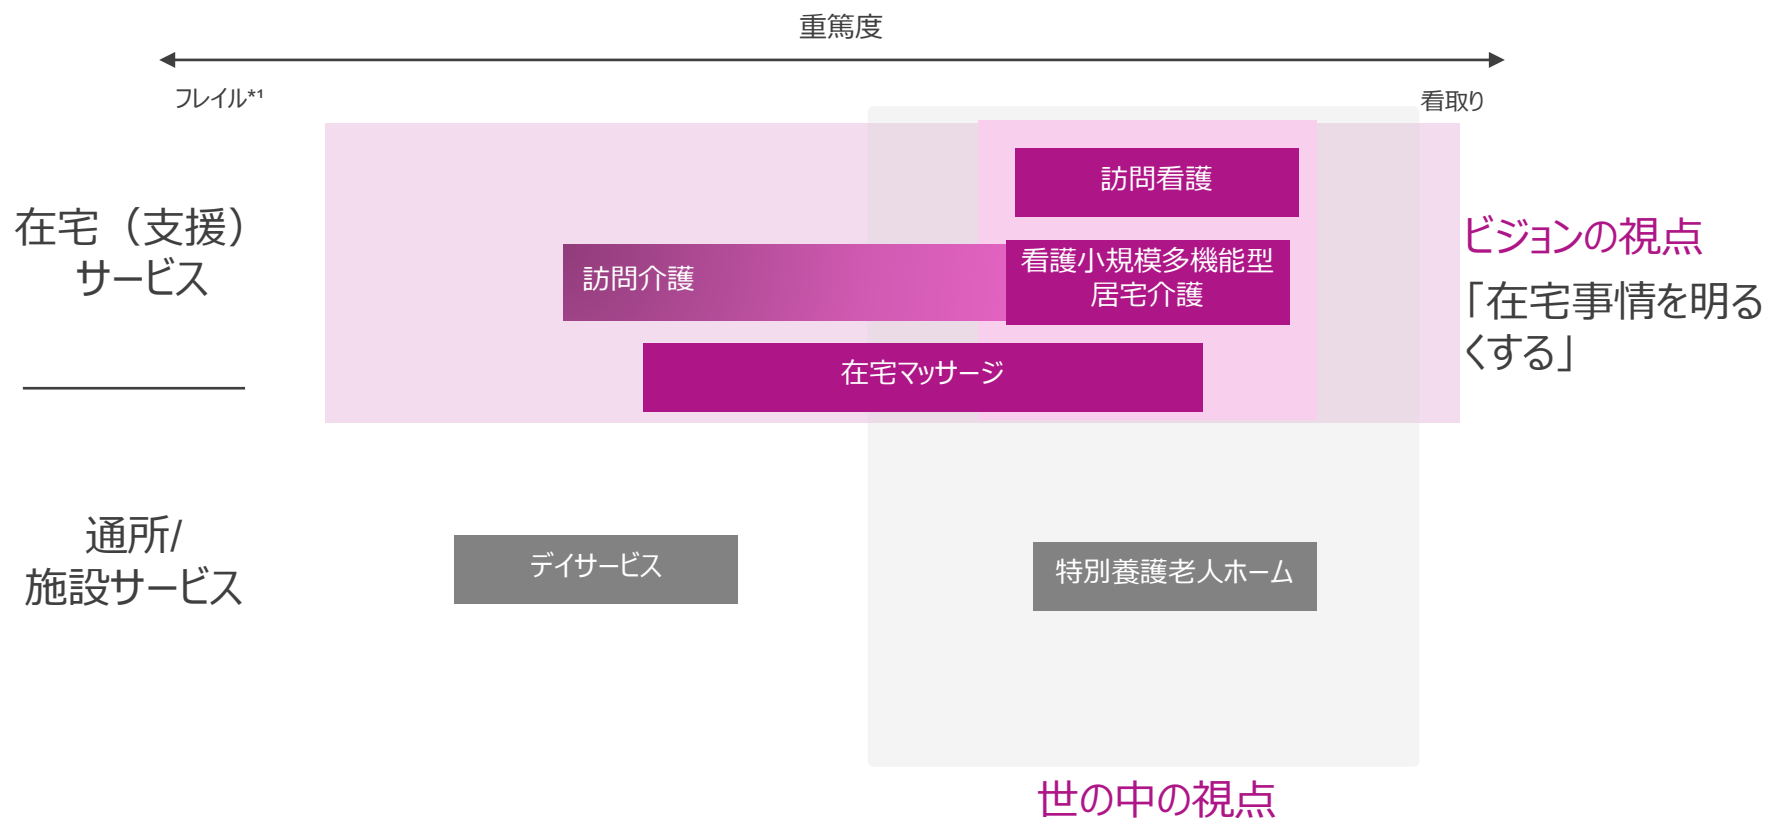 重篤度
フレイル*¹
看取り
在宅（支援）
サービス
訪問看護
訪問介護
看護小規模多機能型
居宅介護
在宅マッサージ
ビジョンの視点
「在宅事情を明る
くする」
通所/
施設サービス
デイサービス
特別養護老人ホーム
世の中の視点